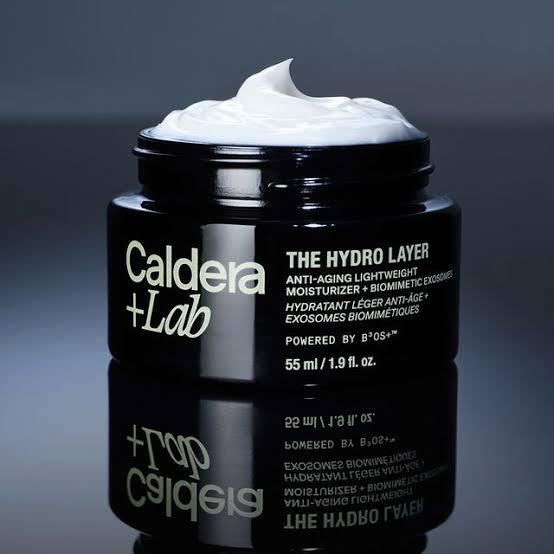 Caldera
+Lab
THE HYDRO LAYER
ANTI-AGING LIGHTWEIGHT
MOISTURIZER + BIOMIMETIC EXOSOMES
HYDRATANT LÉGER ANTI-ÂGE +
EXOSOMES BIOMIMÉTIQUES
POWERED BY B³OS+™
55 ml / 1.9 fl. oz.